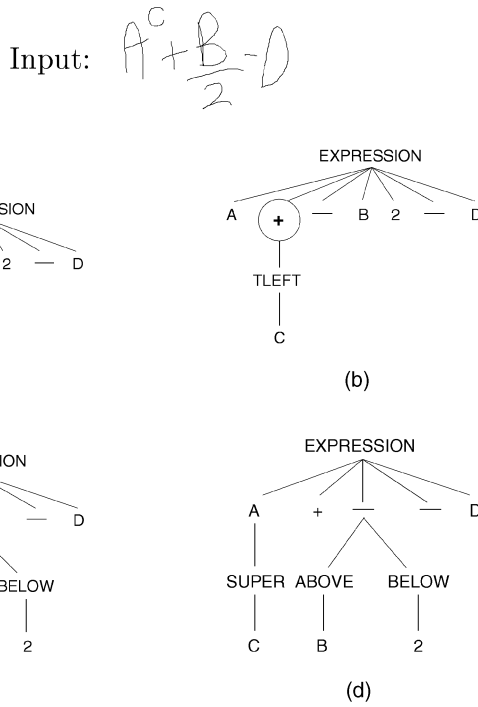 Input: A^C + B/2 - D
EXPRESSION
A + — B 2 — D
TLEFT
C
(b)
SION
2 — D
EXPRESSION
A + — — D
SUPER ABOVE BELOW
C B 2
(d)
ION
— D
BELOW
2